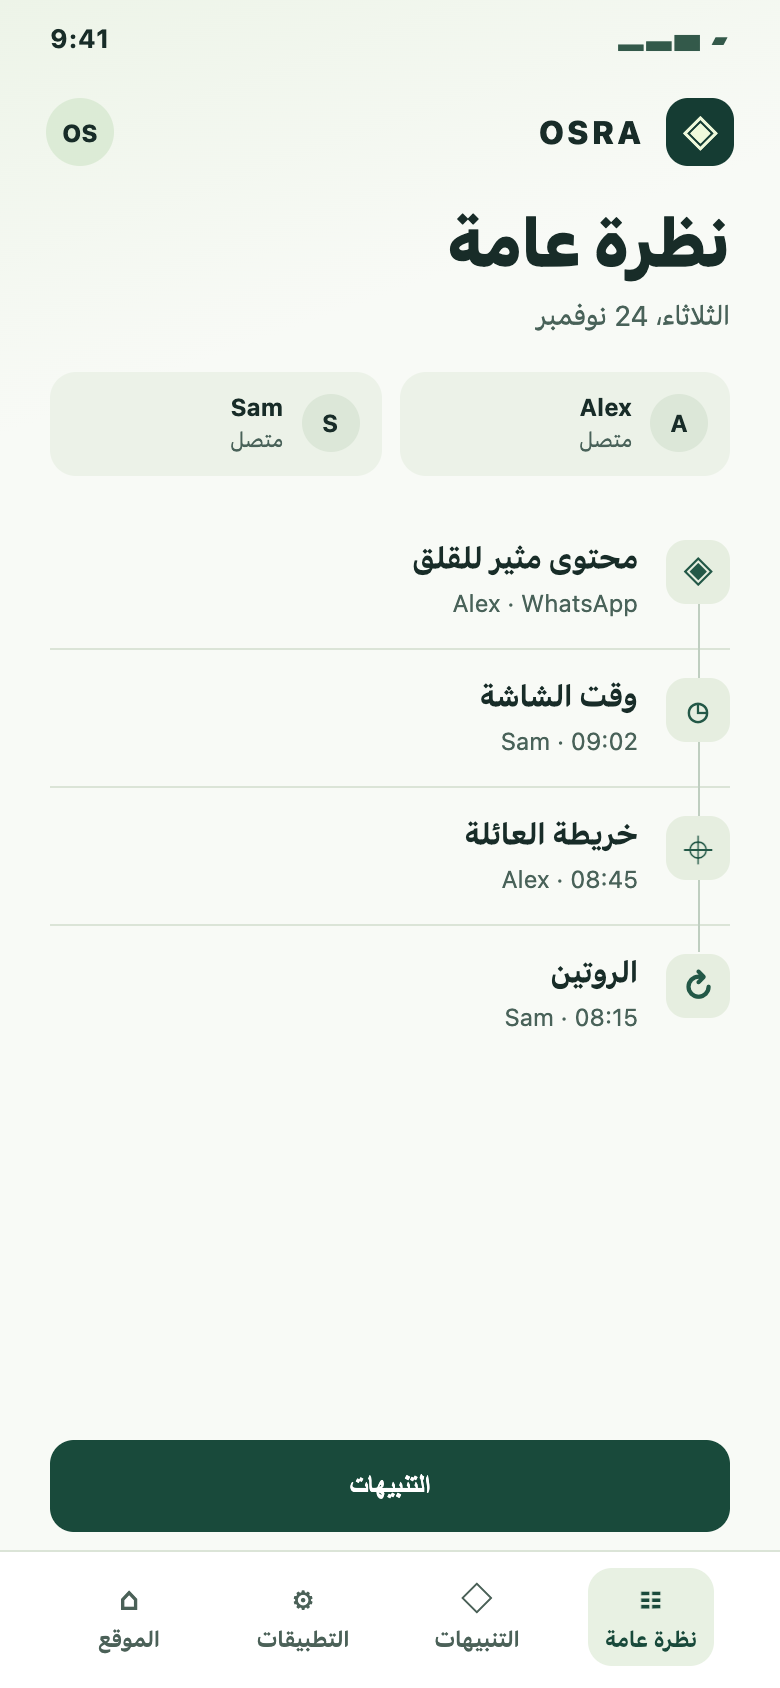 9:41
OSRA
OS
نظرة عامة
الثلاثاء، 24 نوفمبر
Alex
متصل
A
Sam
متصل
S
محتوى مثير للقلق
Alex · WhatsApp
وقت الشاشة
Sam · 09:02
خريطة العائلة
Alex · 08:45
الروتين
Sam · 08:15
التنبيهات
نظرة عامة
التنبيهات
التطبيقات
الموقع